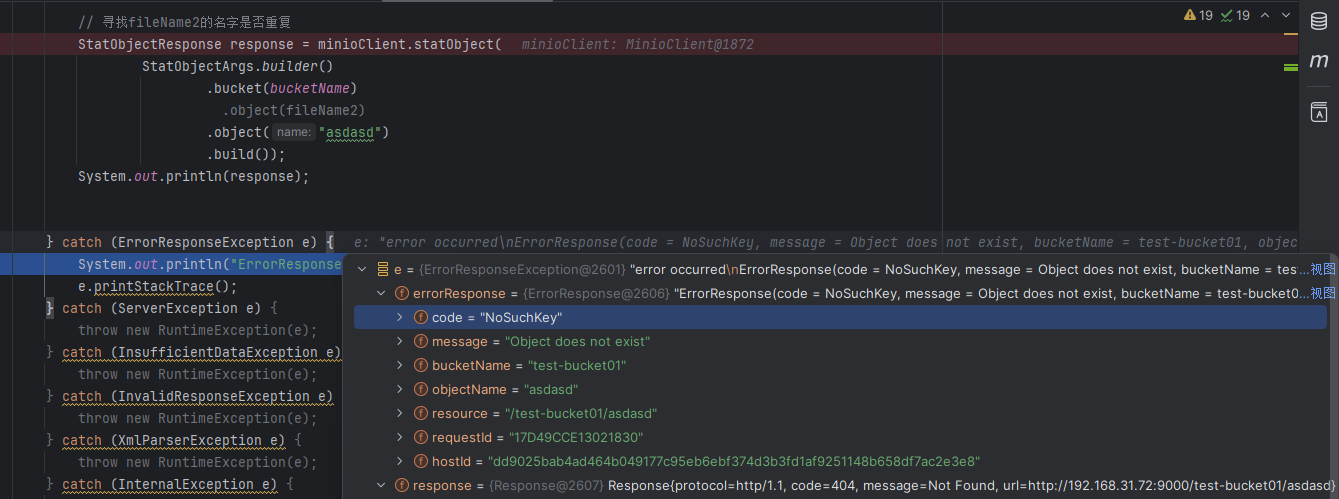 // 寻找fileName2的名字是否重复
19 19
StatObjectResponse response = minioClient.statObject( minioClient: MinioClient@1872
StatObjectArgs.builder()
.bucket(bucketName)
.object(fileName2)
.object( name: "asdasd")
.build());
System.out.println(response);
} catch (ErrorResponseException e) { e: "error occurred\nErrorResponse(code = NoSuchKey, message = Object does not exist, bucketName = test-bucket01, objec
System.out.println("ErrorResponse
e = {ErrorResponseException@2601} "error occurred\nErrorResponse(code = NoSuchKey, message = Object does not exist, bucketName = tes... 视图
e.printStackTrace();
errorResponse = {ErrorResponse@2606} "ErrorResponse(code = NoSuchKey, message = Object does not exist, bucketName = test-bucket0... 视图
} catch (ServerException e) {
code = "NoSuchKey"
throw new RuntimeException(e);
message = "Object does not exist"
} catch (InsufficientDataException e)
bucketName = "test-bucket01"
throw new RuntimeException(e);
objectName = "asdasd"
} catch (InvalidResponseException e)
resource = "/test-bucket01/asdasd"
throw new RuntimeException(e);
requestId = "17D49CCE13021830"
} catch (XmlParserException e) {
hostId = "dd9025bab4ad464b049177c95eb6ebf374d3b3fd1af9251148b658df7ac2e3e8"
throw new RuntimeException(e);
response = {Response@2607} Response{protocol=http/1.1, code=404, message=Not Found, url=http://192.168.31.72:9000/test-bucket01/asdasd}
} catch (InternalException e) {